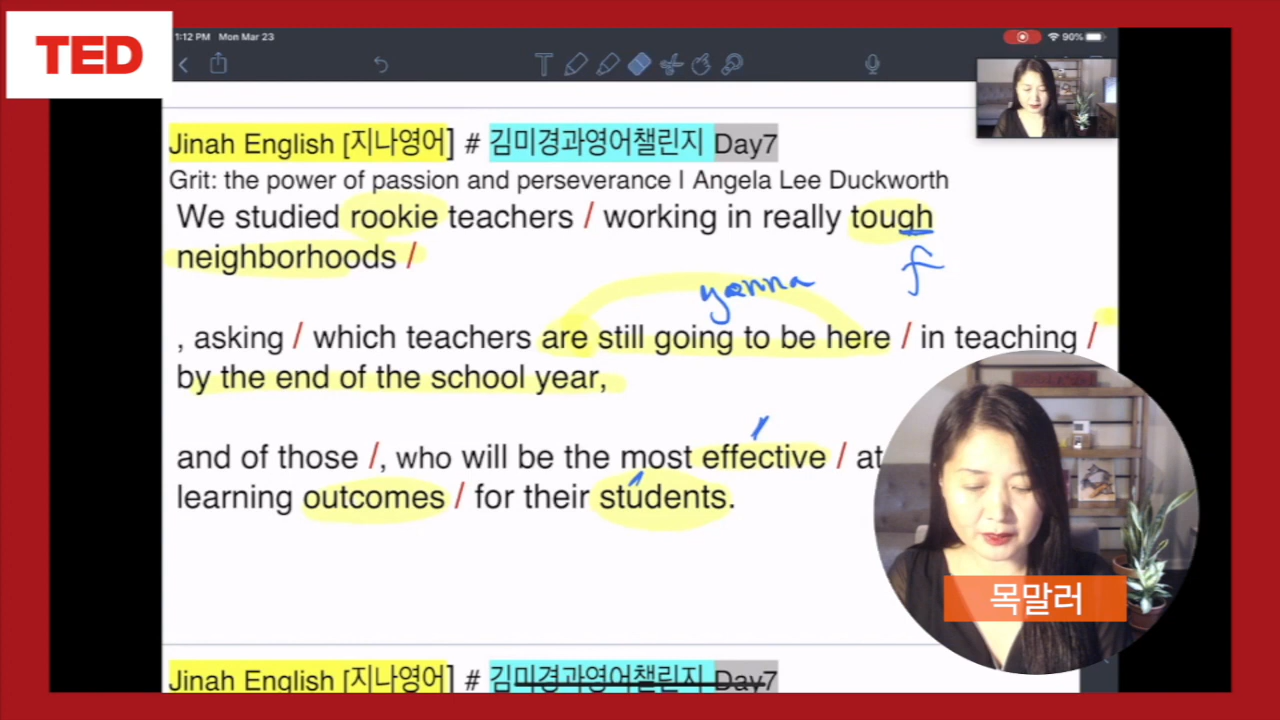 TED
1:12 PM Mon Mar 23
90%
Jinah English [지나영어] # 김미경과영어챌린지 Day7
Grit: the power of passion and perseverance I Angela Lee Duckworth
We studied rookie teachers / working in really tough
f
neighborhoods /
gonna
, asking / which teachers are still going to be here / in teaching /
by the end of the school year,
and of those /, who will be the most effective / at
learning outcomes / for their students.
목말러
Jinah English [지나영어] # 김미경과영어챌린지 Day7